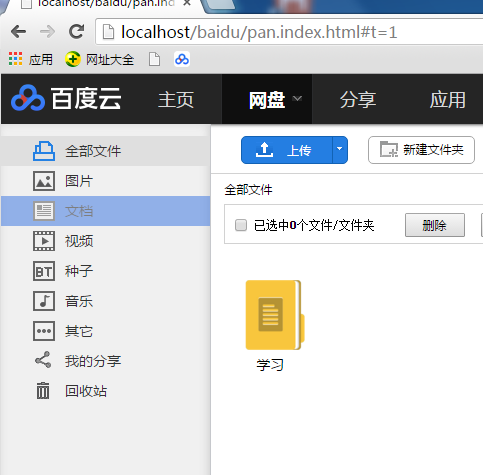 localhost/baidu/pan.ind
localhost/baidu/pan.index.html#t=1
应用 网址大全
百度云 主页 网盘 分享 应用
上传 新建文件夹
全部文件
图片
文档
视频
BT 种子
音乐
其它
我的分享
回收站
全部文件
已选中0个文件/文件夹 删除
学习